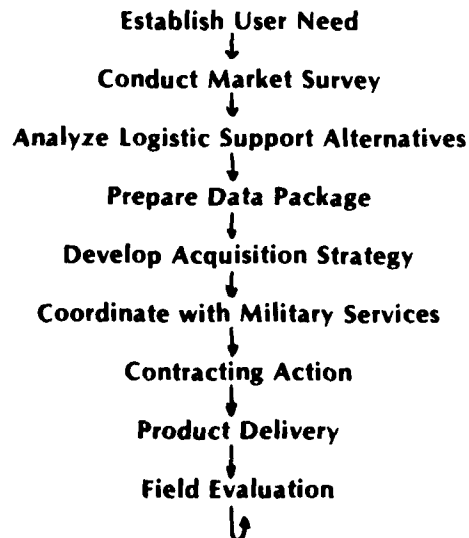 Establish User Need
Conduct Market Survey
Analyze Logistic Support Alternatives
Prepare Data Package
Develop Acquisition Strategy
Coordinate with Military Services
Contracting Action
Product Delivery
Field Evaluation